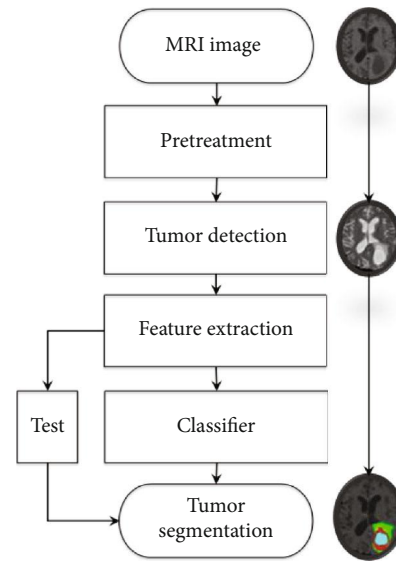 MRI image
Pretreatment
Tumor detection
Feature extraction
Test
Classifier
Tumor
segmentation